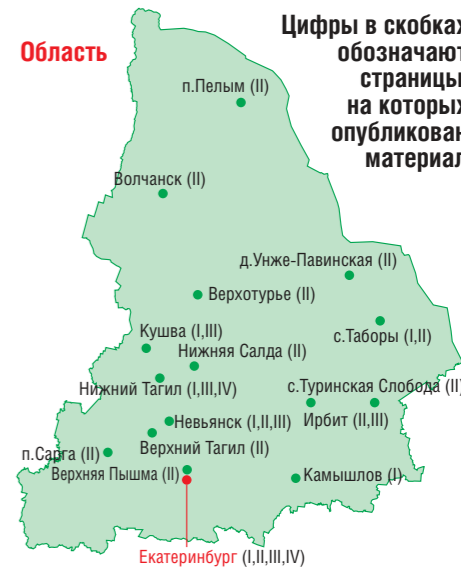 Область
Цифры в скобках
обозначают
страницы,
на которых
опубликован
материал
п.Пелым (II)
Волчанск (II)
д.Унже-Павинская (II)
Верхотурье (II)
с.Таборы (I,II)
Кушва (I,III)
Нижняя Салда (II)
Нижний Тагил (I,III,IV)
с.Туринская Слобода (II)
Невьянск (I,II,III)
Ирбит (II,III)
Верхний Тагил (II)
п.Сарга (II)
Верхняя Пышма (II)
Камышлов (I)
Екатеринбург (I,II,III,IV)